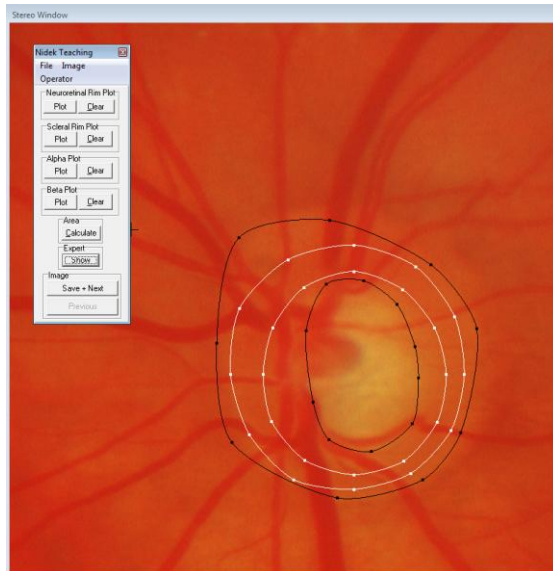 Stereo Window
Nidek Teaching
File Image
Operator
Neuroretinal Rim Plot
Plot Clear
Scleral Rim Plot
Plot Clear
Alpha Plot
Plot Clear
Beta Plot
Plot Clear
Area
Calculate
Expert
Show
Image
Save + Next
Previous